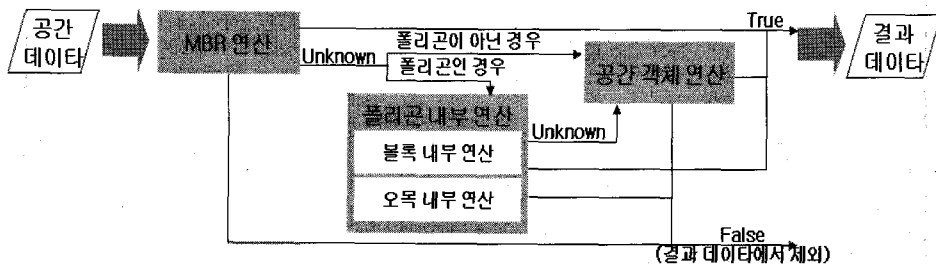 공간
데이타
MBR 연산
True
Unknown
폴리곤이 아닌 경우
폴리곤인 경우
공간 객체 연산
결과
데이타
폴리곤 내부 연산
Unknown
볼록 내부 연산
오목 내부 연산
False
(결과 데이타에서 제외)